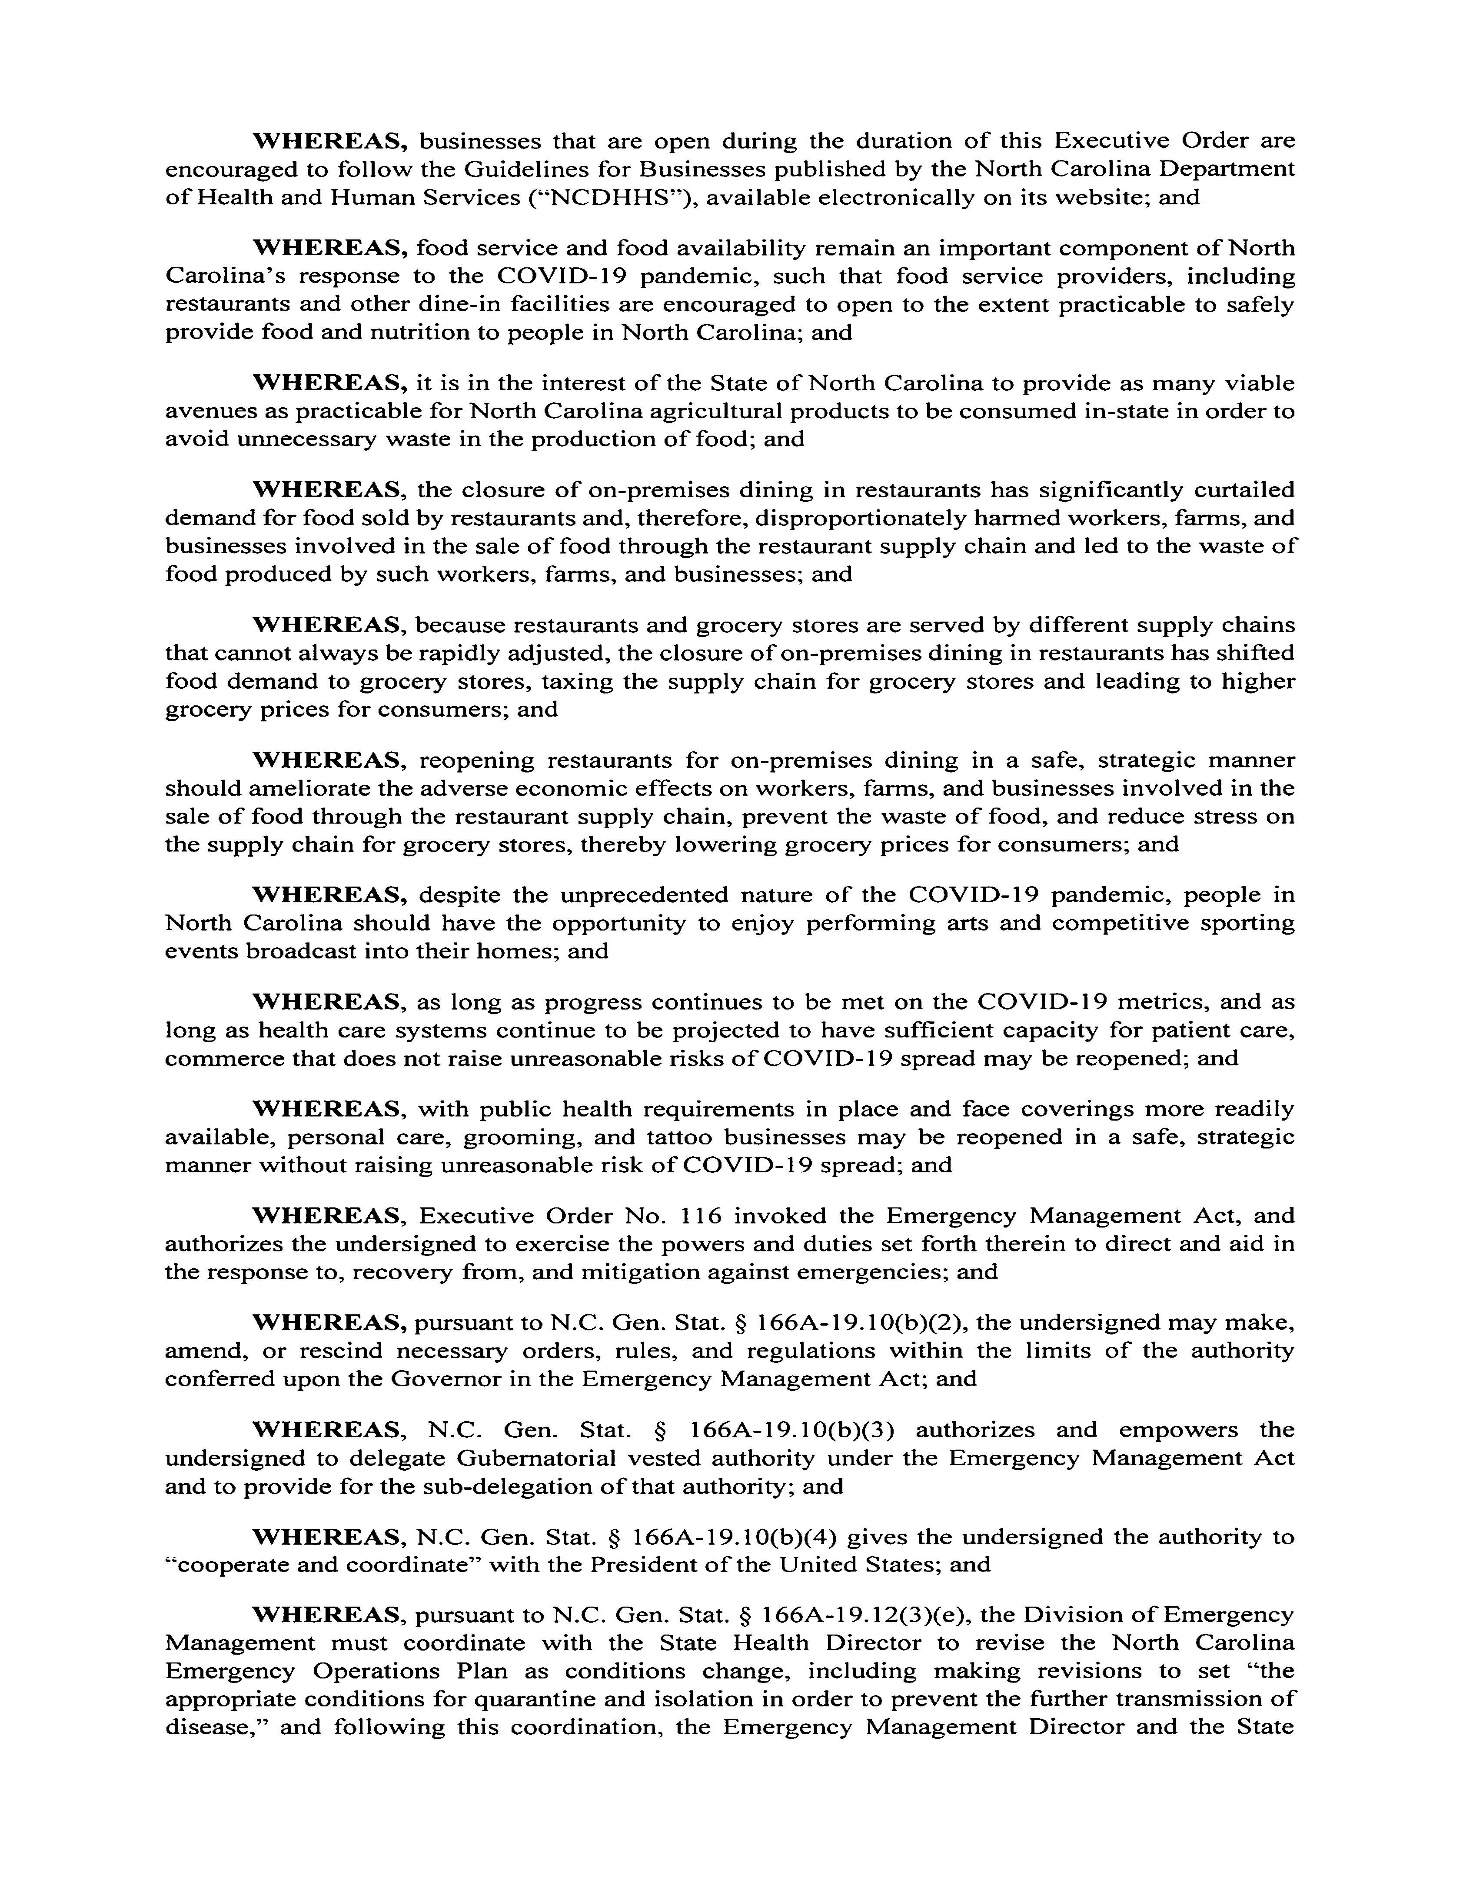 WHEREAS, businesses that are open during the duration of this Executive Order are
encouraged to follow the Guidelines for Businesses published by the North Carolina Department
of Health and Human Services (“NCDHHS”), available electronically on its website; and
WHEREAS, food service and food availability remain an important component of North
Carolina’s response to the COVID-19 pandemic, such that food service providers, including
restaurants and other dine-in facilities are encouraged to open to the extent practicable to safely
provide food and nutrition to people in North Carolina; and
WHEREAS, it is in the interest of the State of North Carolina to provide as many viable
avenues as practicable for North Carolina agricultural products to be consumed in-state in order to
avoid unnecessary waste in the production of food; and
WHEREAS, the closure of on-premises dining in restaurants has significantly curtailed
demand for food sold by restaurants and, therefore, disproportionately harmed workers, farms, and
businesses involved in the sale of food through the restaurant supply chain and led to the waste of
food produced by such workers, farms, and businesses; and
WHEREAS, because restaurants and grocery stores are served by different supply chains
that cannot always be rapidly adjusted, the closure of on-premises dining in restaurants has shifted
food demand to grocery stores, taxing the supply chain for grocery stores and leading to higher
grocery prices for consumers; and
WHEREAS, reopening restaurants for on-premises dining in a safe, strategic manner
should ameliorate the adverse economic effects on workers, farms, and businesses involved in the
sale of food through the restaurant supply chain, prevent the waste of food, and reduce stress on
the supply chain for grocery stores, thereby lowering grocery prices for consumers; and
WHEREAS, despite the unprecedented nature of the COVID-19 pandemic, people in
North Carolina should have the opportunity to enjoy performing arts and competitive sporting
events broadcast into their homes; and
WHEREAS, as long as progress continues to be met on the COVID-19 metrics, and as
long as health care systems continue to be projected to have sufficient capacity for patient care,
commerce that does not raise unreasonable risks of COVID-19 spread may be reopened; and
WHEREAS, with public health requirements in place and face coverings more readily
available, personal care, grooming, and tattoo businesses may be reopened in a safe, strategic
manner without raising unreasonable risk of COVID-19 spread; and
WHEREAS, Executive Order No. 116 invoked the Emergency Management Act, and
authorizes the undersigned to exercise the powers and duties set forth therein to direct and aid in
the response to, recovery from, and mitigation against emergencies; and
WHEREAS, pursuant to N.C. Gen. Stat. § 166A-19.10(b)(2), the undersigned may make,
amend, or rescind necessary orders, rules, and regulations within the limits of the authority
conferred upon the Governor in the Emergency Management Act; and
WHEREAS, N.C. Gen. Stat. § 166A-19.10(b)(3) authorizes and empowers the
undersigned to delegate Gubernatorial vested authority under the Emergency Management Act
and to provide for the sub-delegation of that authority; and
WHEREAS, N.C. Gen. Stat. § 166A-19.10(b)(4) gives the undersigned the authority to
“cooperate and coordinate” with the President of the United States; and
WHEREAS, pursuant to N.C. Gen. Stat. § 166A-19.12(3)(e), the Division of Emergency
Management must coordinate with the State Health Director to revise the North Carolina
Emergency Operations Plan as conditions change, including making revisions to set “the
appropriate conditions for quarantine and isolation in order to prevent the further transmission of
disease,” and following this coordination, the Emergency Management Director and the State